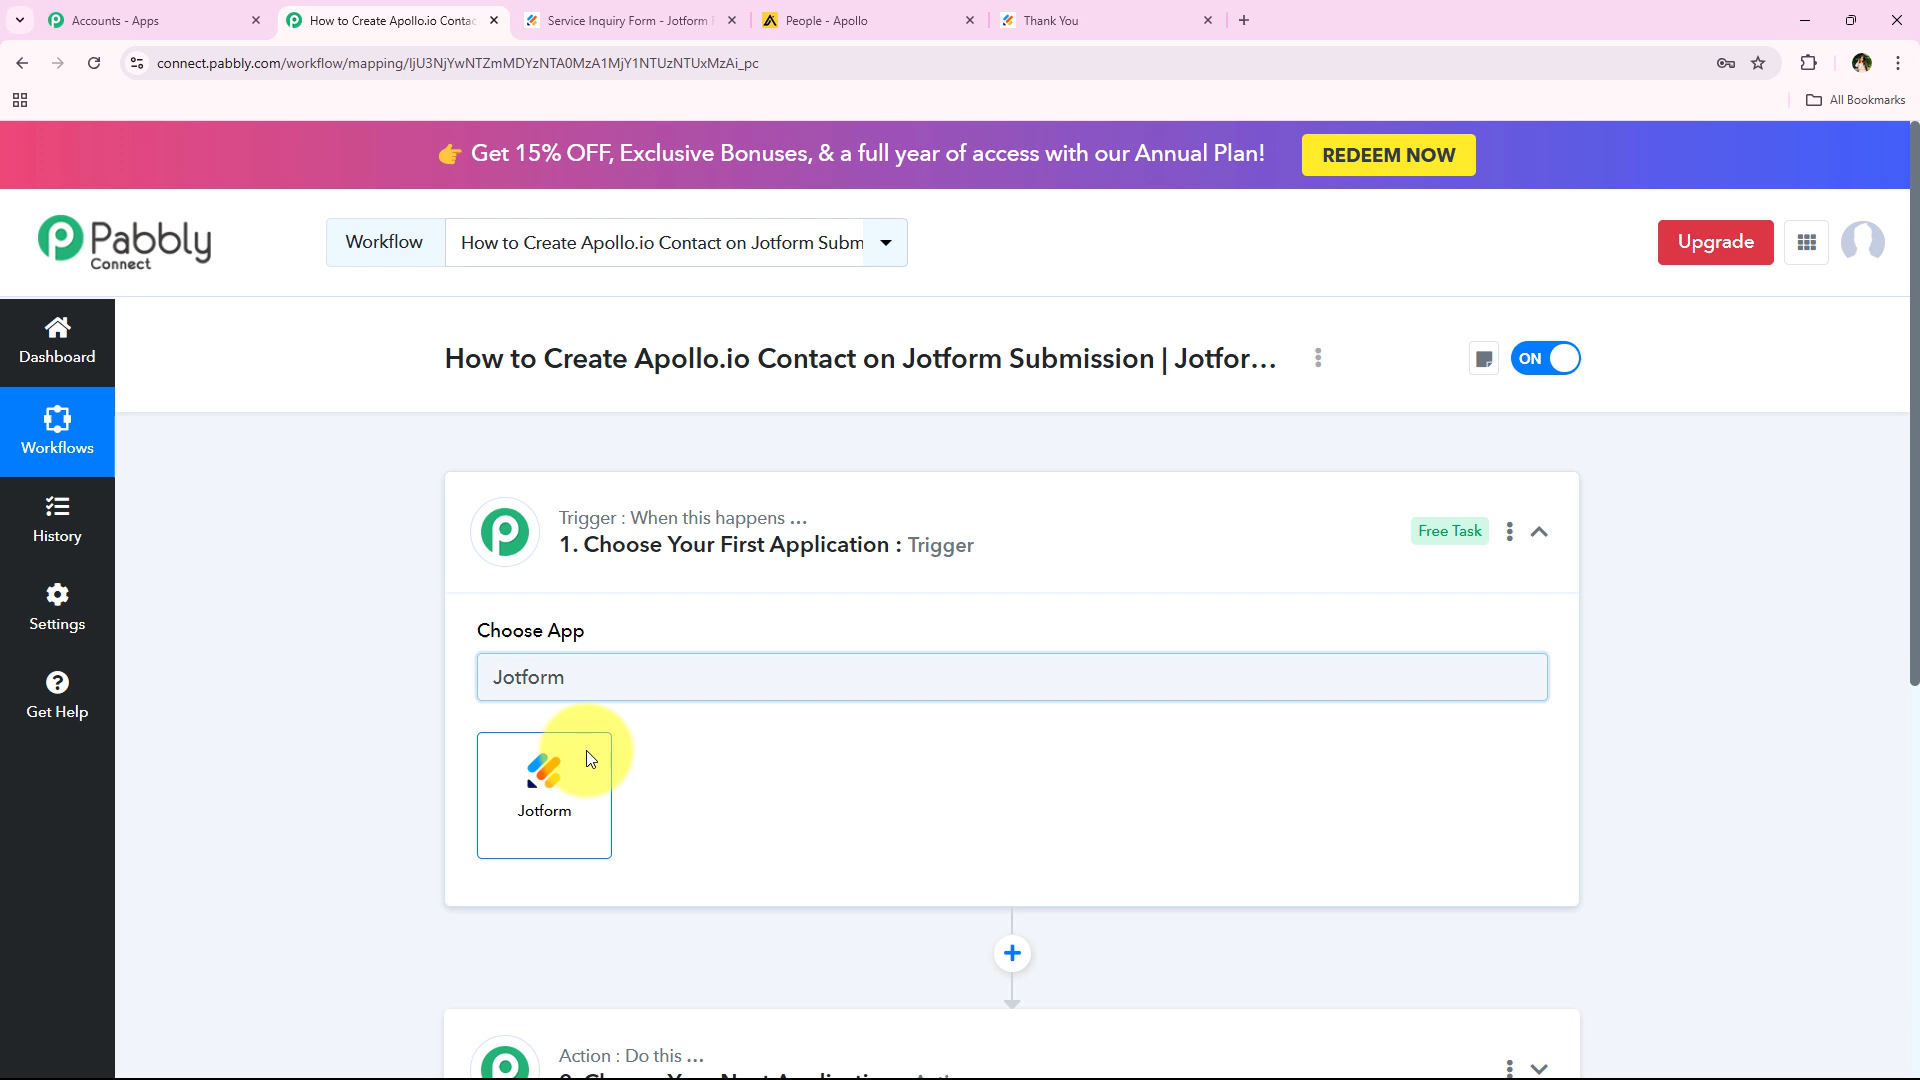 Accounts - Apps
How to Create Apollo.io Contac
Service Inquiry Form - Jotform
People - Apollo
Thank You
connect.pabbly.com/workflow/mapping/IjU3NjYwNTZmMDYzNTA0MzA1MjY1NTUzNTUxMzAi_pc
All Bookmarks
👉 Get 15% OFF, Exclusive Bonuses, & a full year of access with our Annual Plan!
REDEEM NOW
Pabbly
Connect
Workflow
How to Create Apollo.io Contact on Jotform Subm
Upgrade
Dashboard
Workflows
History
Settings
Get Help
How to Create Apollo.io Contact on Jotform Submission | Jotfor...
ON
Trigger : When this happens ...
1. Choose Your First Application : Trigger
Free Task
Choose App
Jotform
Jotform
Action : Do this ...